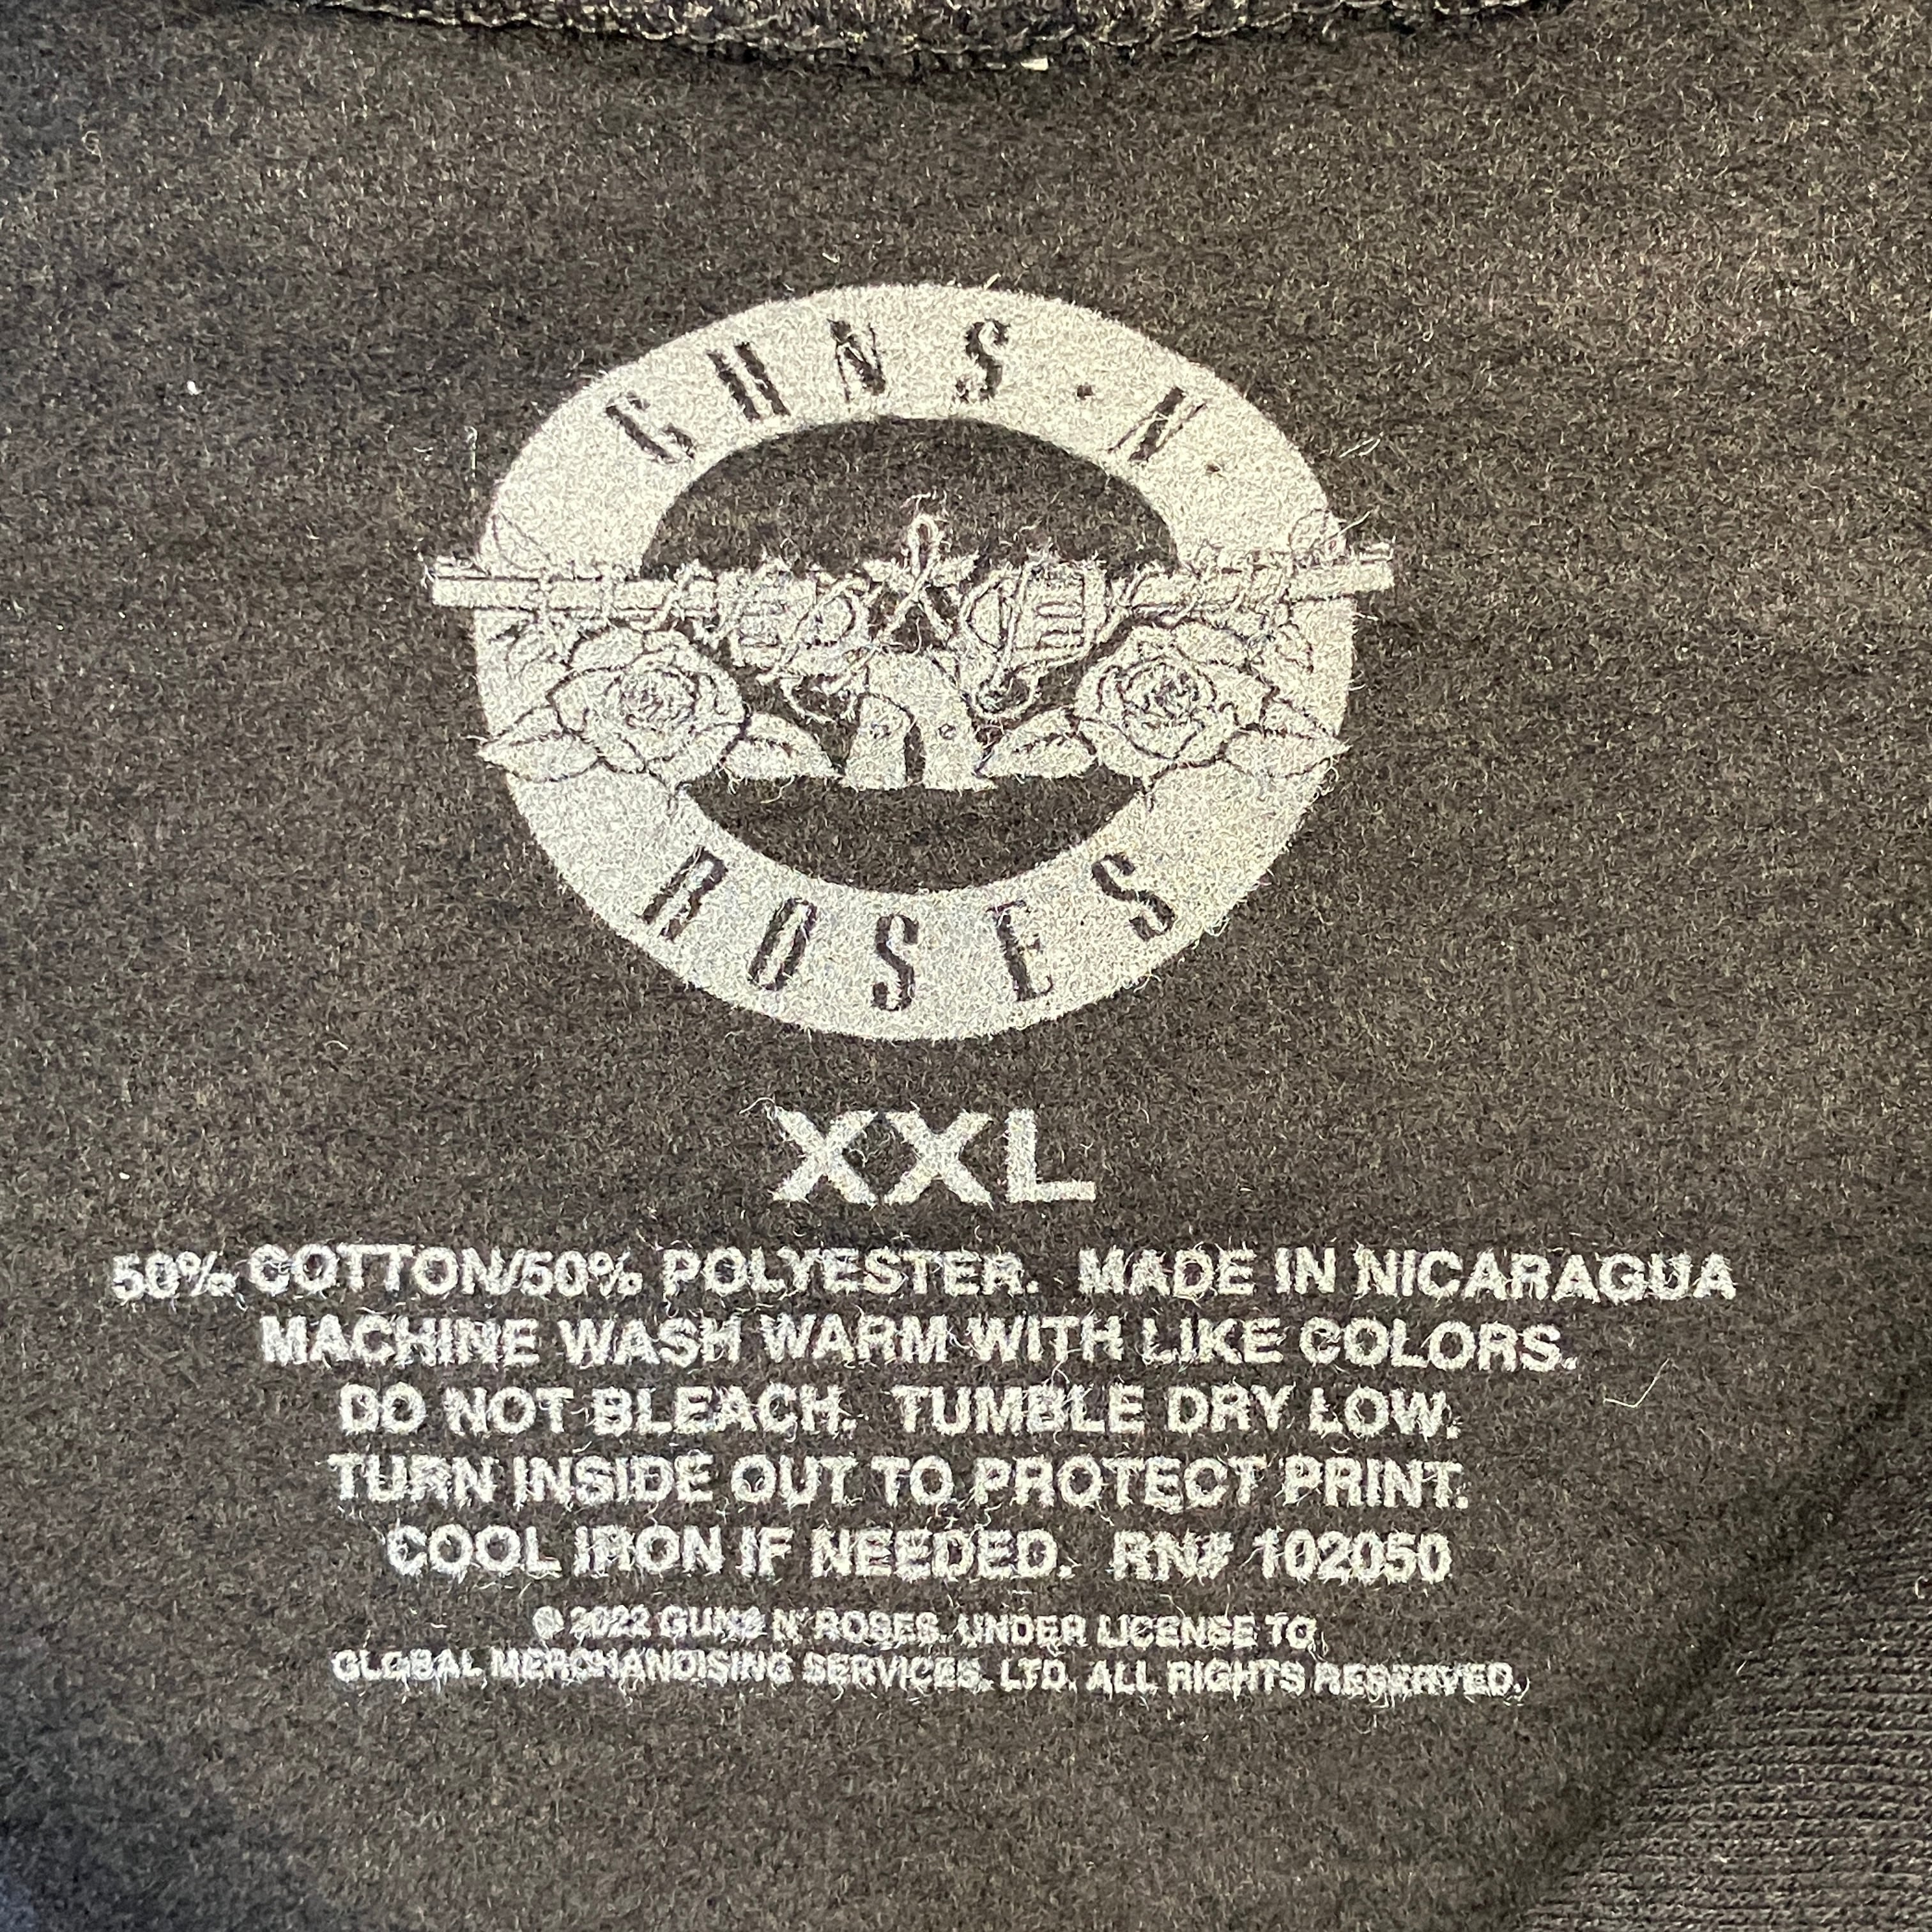 GUNS · N ·
ROSES
XXL
50% COTTON/50% POLYESTER. MADE IN NICARAGUA
MACHINE WASH WARM WITH LIKE COLORS.
DO NOT BLEACH. TUMBLE DRY LOW.
TURN INSIDE OUT TO PROTECT PRINT.
COOL IRON IF NEEDED. RN# 102050
© 2022 GUNS N' ROSES. UNDER LICENSE TO
GLOBAL MERCHANDISING SERVICES, LTD. ALL RIGHTS RESERVED.